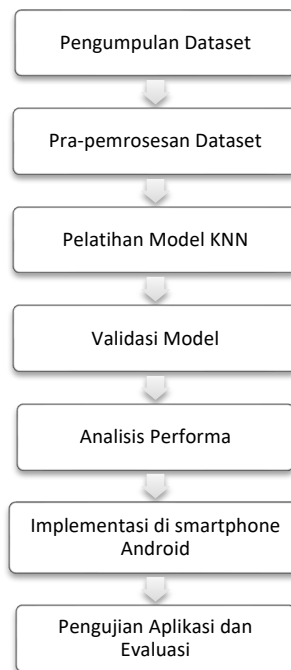 Pengumpulan Dataset
Pra-pemrosesan Dataset
Pelatihan Model KNN
Validasi Model
Analisis Performa
Implementasi di smartphone
Android
Pengujian Aplikasi dan
Evaluasi